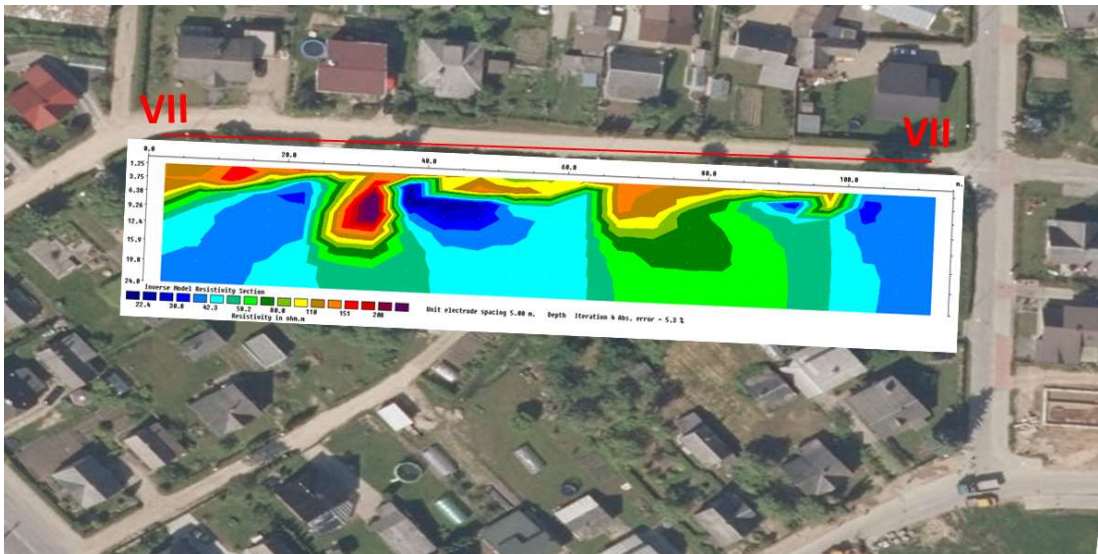 VII VII
0.0 20.0 40.0 60.0 80.0 100.0 m.
1.25
3.75
6.38
9.26
12.4
15.9
19.8
24.0
Inverse Model Resistivity Section
22.4 30.8 42.3 58.2 80.0 110 151 208
Resistivity in ohm.m
Unit electrode spacing 5.00 m. Depth Iteration 4 Abs. error = 5.3 %